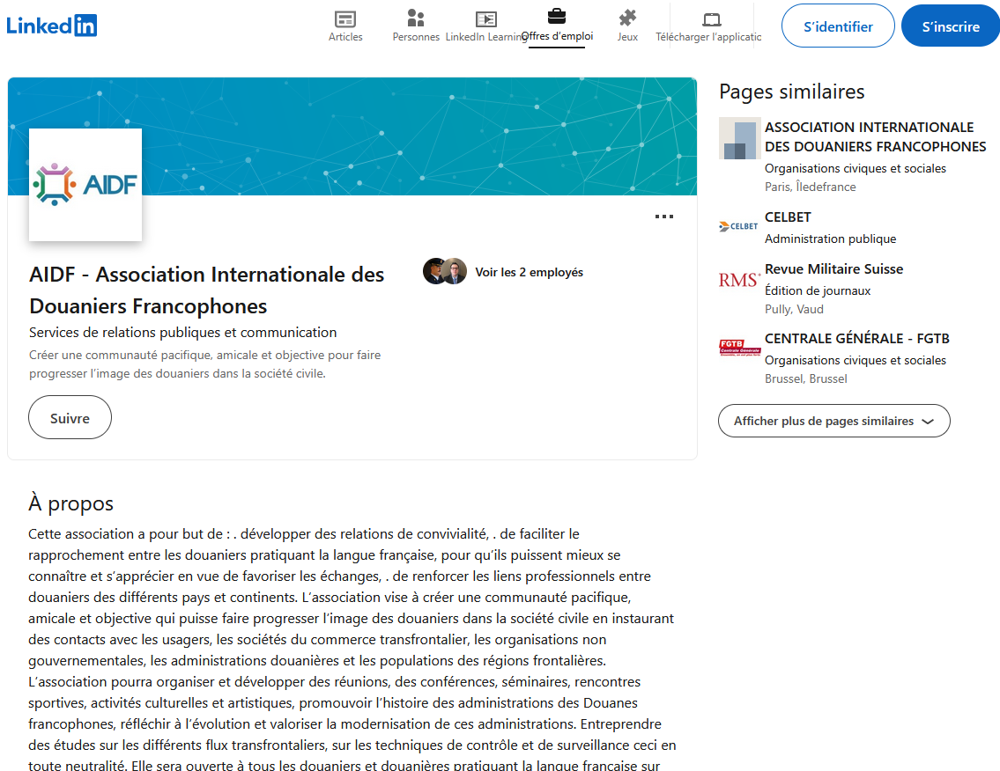 Linked in
Articles
Personnes
LinkedIn Learning
Offres d'emploi
Jeux
Télécharger l'applicatic
S'identifier
S'inscrire
AIDF
AIDF - Association Internationale des
Douaniers Francophones
Services de relations publiques et communication
Créer une communauté pacifique, amicale et objective pour faire
progresser l'image des douaniers dans la société civile.
Suivre
Voir les 2 employés
À propos
Cette association a pour but de : . développer des relations de convivialité, . de faciliter le
rapprochement entre les douaniers pratiquant la langue française, pour qu'ils puissent mieux se
connaître et s'apprécier en vue de favoriser les échanges, . de renforcer les liens professionnels entre
douaniers des différents pays et continents. L'association vise à créer une communauté pacifique,
amicale et objective qui puisse faire progresser l'image des douaniers dans la société civile en instaurant
des contacts avec les usagers, les sociétés du commerce transfrontalier, les organisations non
gouvernementales, les administrations douanières et les populations des régions frontalières.
L'association pourra organiser et développer des réunions, des conférences, séminaires, rencontres
sportives, activités culturelles et artistiques, promouvoir l'histoire des administrations des Douanes
francophones, réfléchir à l'évolution et valoriser la modernisation de ces administrations. Entreprendre
des études sur les différents flux transfrontaliers, sur les techniques de contrôle et de surveillance ceci en
toute neutralité. Elle sera ouverte à tous les douaniers et douanières pratiquant la langue française sur
Pages similaires
ASSOCIATION INTERNATIONALE
DES DOUANIERS FRANCOPHONES
Organisations civiques et sociales
Paris, Îledefrance
CELBET
CELBET
Administration publique
RMS+
Revue Militaire Suisse
Édition de journaux
Pully, Vaud
FGTB
Centrale Générale
CENTRALE GÉNÉRALE - FGTB
Organisations civiques et sociales
Brussel, Brussel
Afficher plus de pages similaires